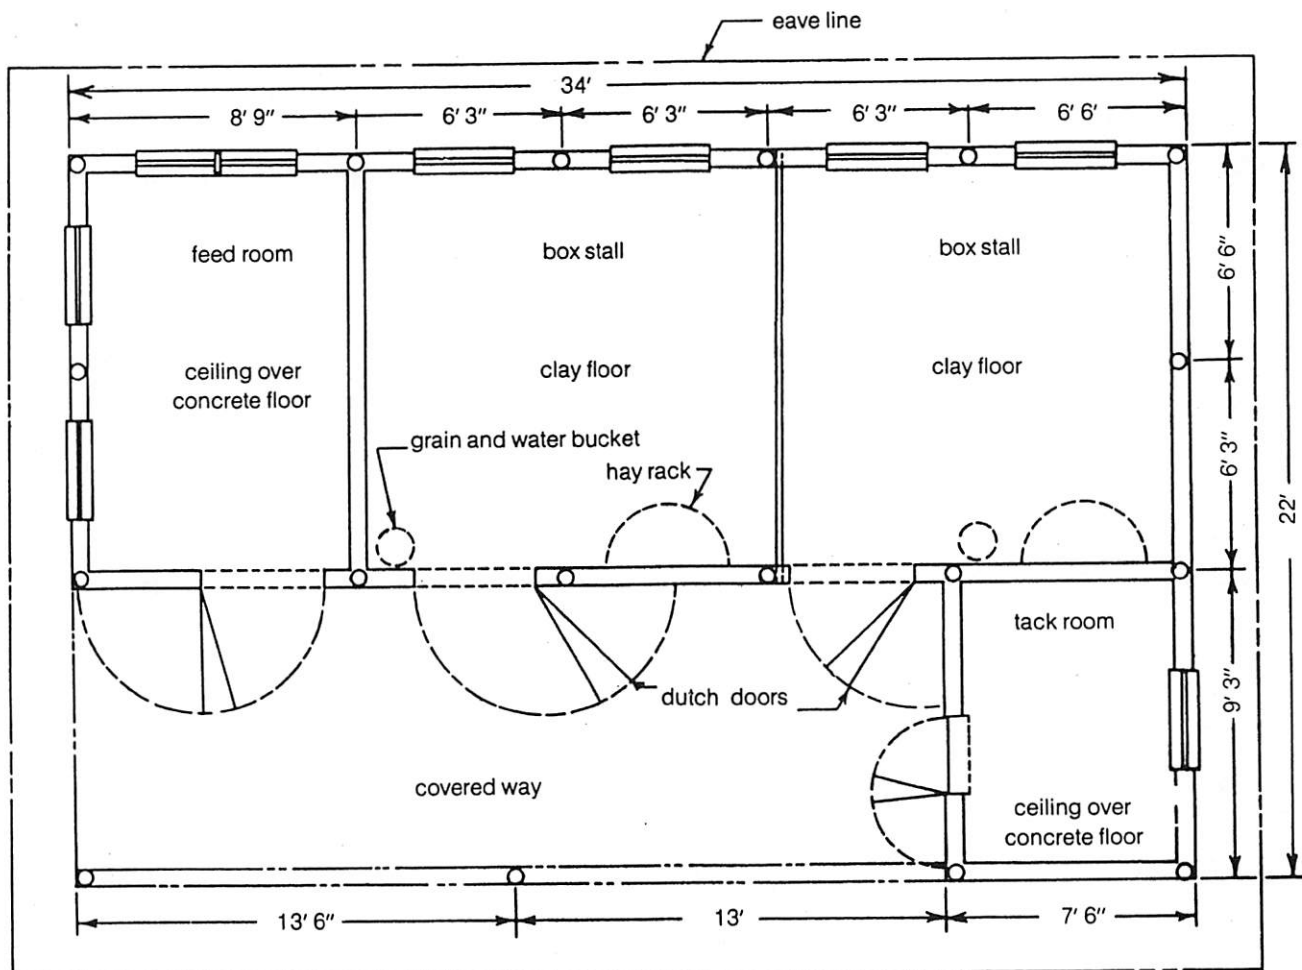 eave line
34′
8′ 9″
6′ 3″
6′ 3″
6′ 3″
6′ 6′
feed room
box stall
box stall
6′ 6″
ceiling over
concrete floor
clay floor
clay floor
grain and water bucket
hay rack
6′ 3″
22′
tack room
dutch doors
9′ 3″
covered way
ceiling over
concrete floor
13′ 6″
13′
7′ 6″